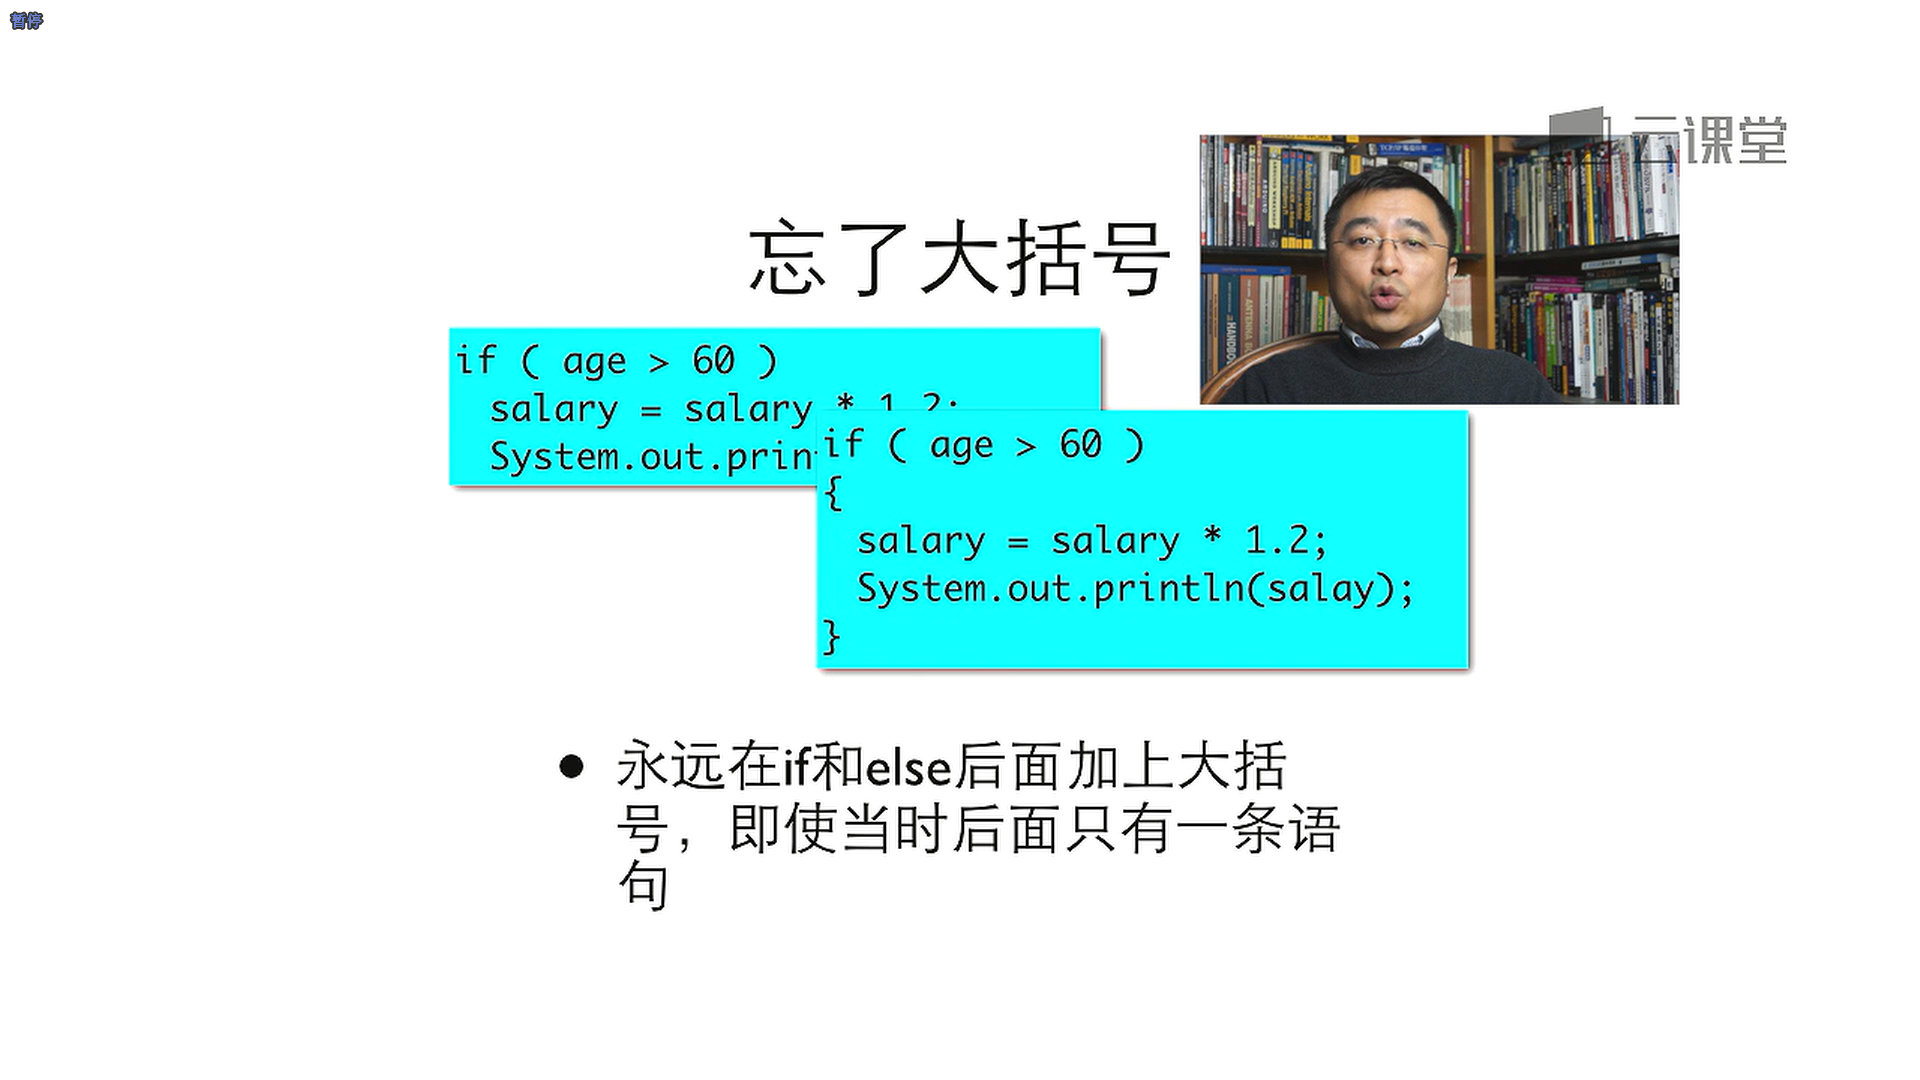 暂停
云课堂
忘了大括号
if ( age > 60 )
salary = salary * 1.2;
System.out.prin
if ( age > 60 )
{
salary = salary * 1.2;
System.out.println(salay);
}
永远在if和else后面加上大括
号，即使当时后面只有一条语
句